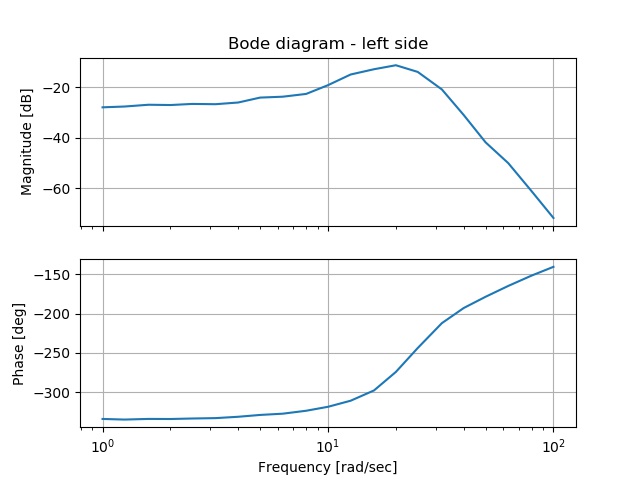 Bode diagram - left side
Magnitude [dB]
−20
−40
−60
Phase [deg]
−150
−200
−250
−300
10⁰
10¹
10²
Frequency [rad/sec]